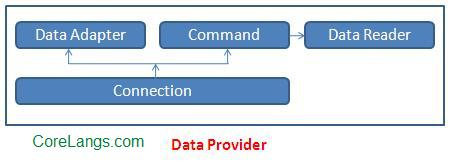 Data Adapter Command Data Reader
Connection
CoreLangs.com Data Provider